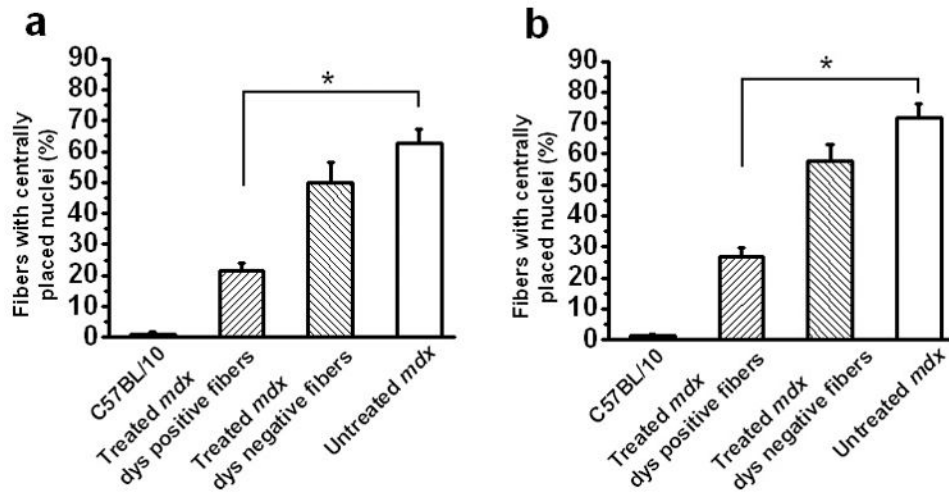 a
90
80
70
60
50
40
30
20
10
0
Fibers with centrally
placed nuclei (%)
*
C57BL/10
Treated mdx
dys positive fibers
Treated mdx
dys negative fibers
Untreated mdx
b
90
80
70
60
50
40
30
20
10
0
Fibers with centrally
placed nuclei (%)
*
C57BL/10
Treated mdx
dys positive fibers
Treated mdx
dys negative fibers
Untreated mdx